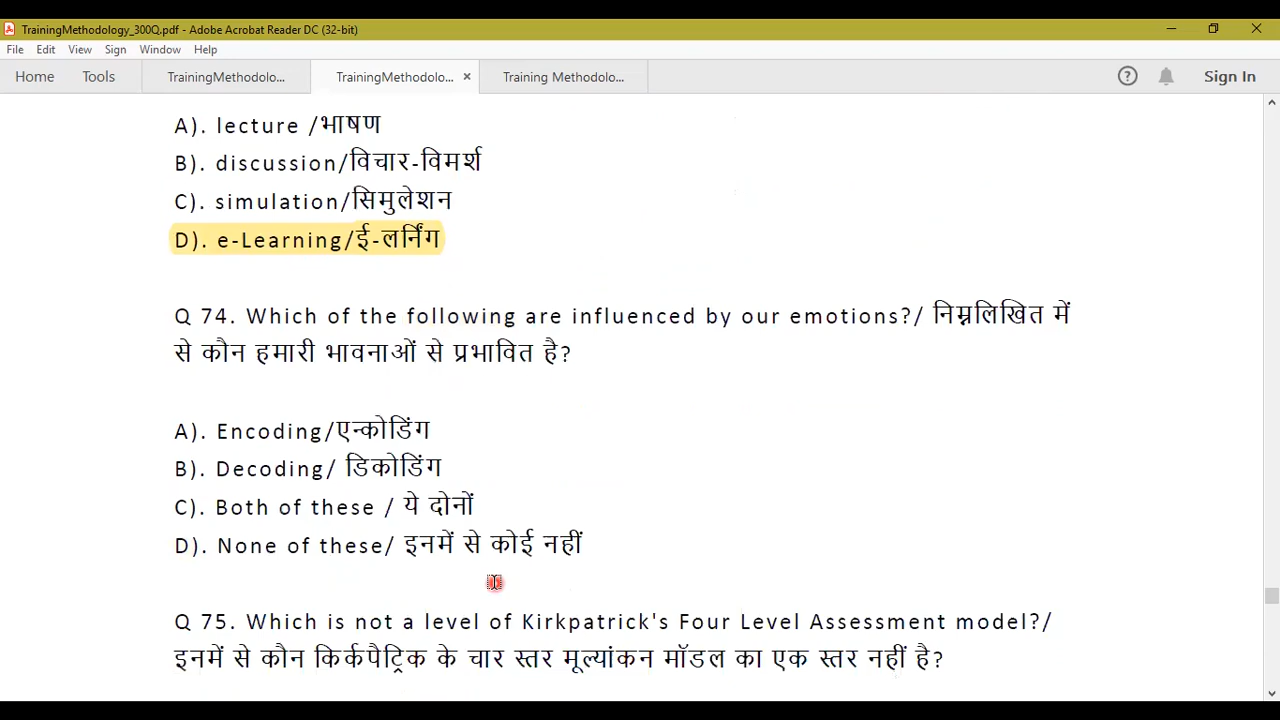 TrainingMethodology_300Q.pdf - Adobe Acrobat Reader DC (32-bit)
File Edit View Sign Window Help
Home Tools TrainingMethodolo... TrainingMethodolo... × Training Methodolo... Sign In
A). lecture /भाषण
B). discussion/विचार-विमर्श
C). simulation/सिमुलेशन
D). e-Learning/ई-लर्निंग
Q 74. Which of the following are influenced by our emotions?/ निम्नलिखित में
से कौन हमारी भावनाओं से प्रभावित है?
A). Encoding/एन्कोडिंग
B). Decoding/ डिकोडिंग
C). Both of these / ये दोनों
D). None of these/ इनमें से कोई नहीं
Q 75. Which is not a level of Kirkpatrick's Four Level Assessment model?/
इनमें से कौन किर्कपैट्रिक के चार स्तर मूल्यांकन मॉडल का एक स्तर नहीं है?